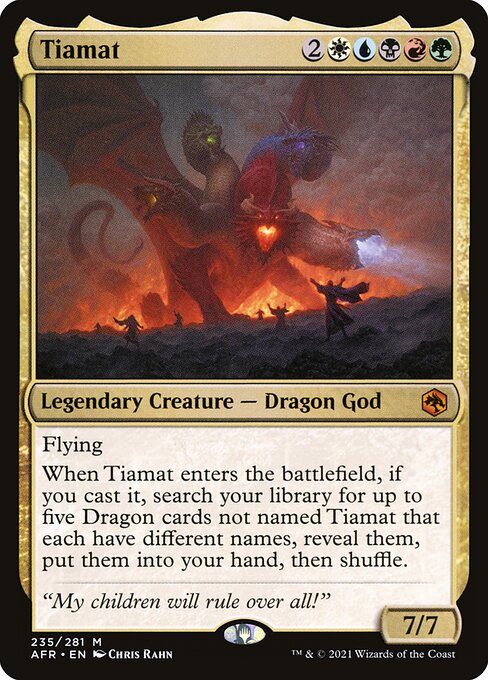 Tiamat 2
Legendary Creature — Dragon God
Flying
When Tiamat enters the battlefield, if
you cast it, search your library for up to
five Dragon cards not named Tiamat that
each have different names, reveal them,
put them into your hand, then shuffle.
“My children will rule over all!”
7/7
235/281 M
AFR • EN Chris Rahn
™ & © 2021 Wizards of the Coast